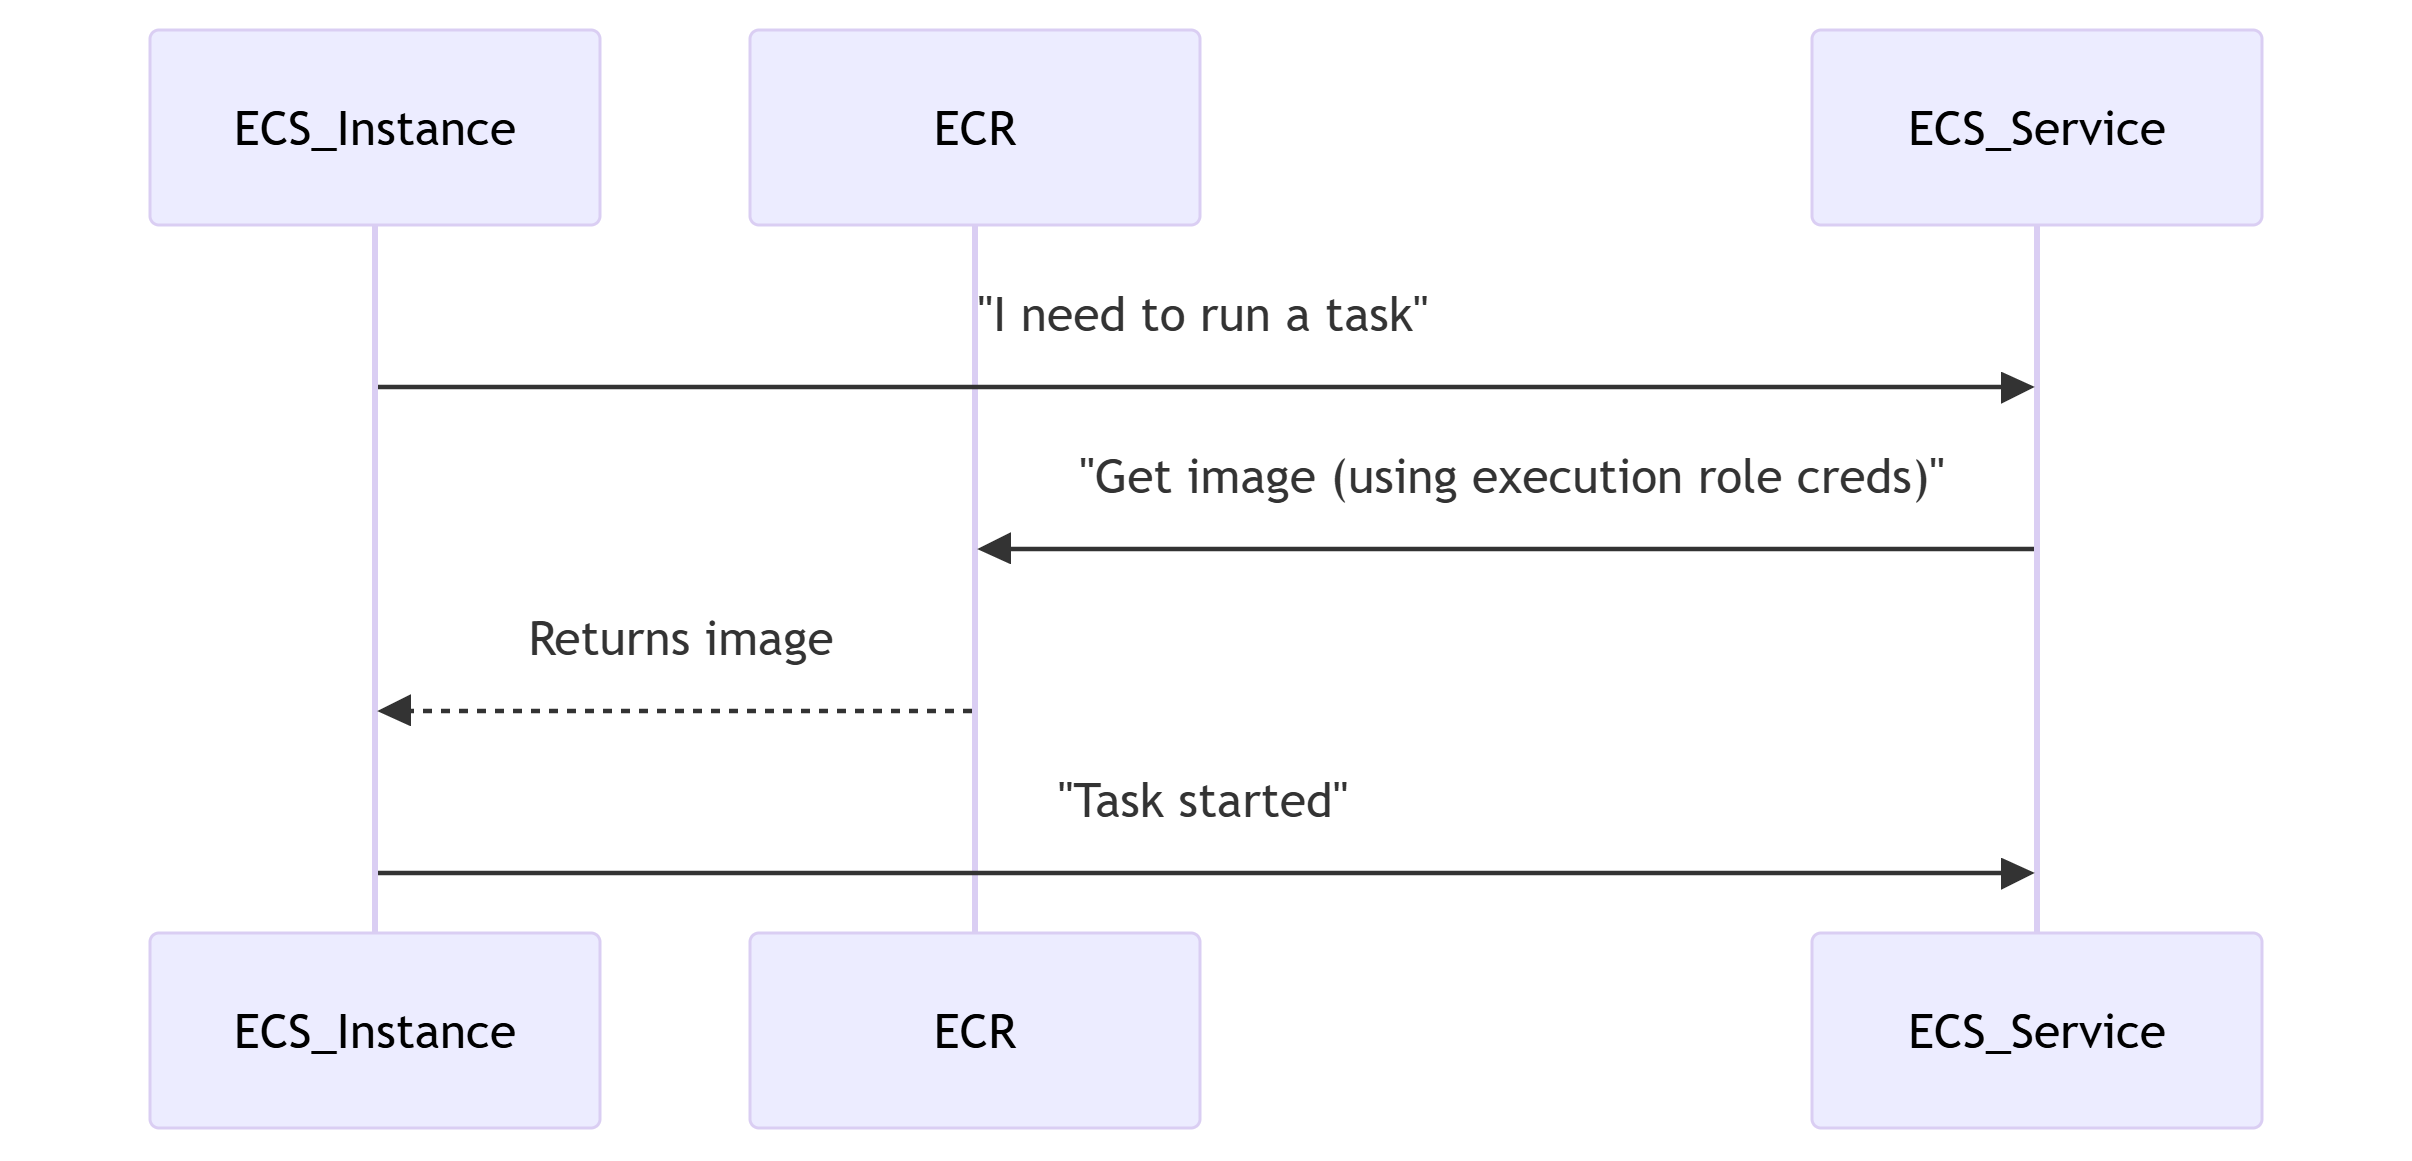 ECS_Instance
ECR
ECS_Service
"I need to run a task"
"Get image (using execution role creds)"
Returns image
"Task started"
ECS_Instance
ECR
ECS_Service